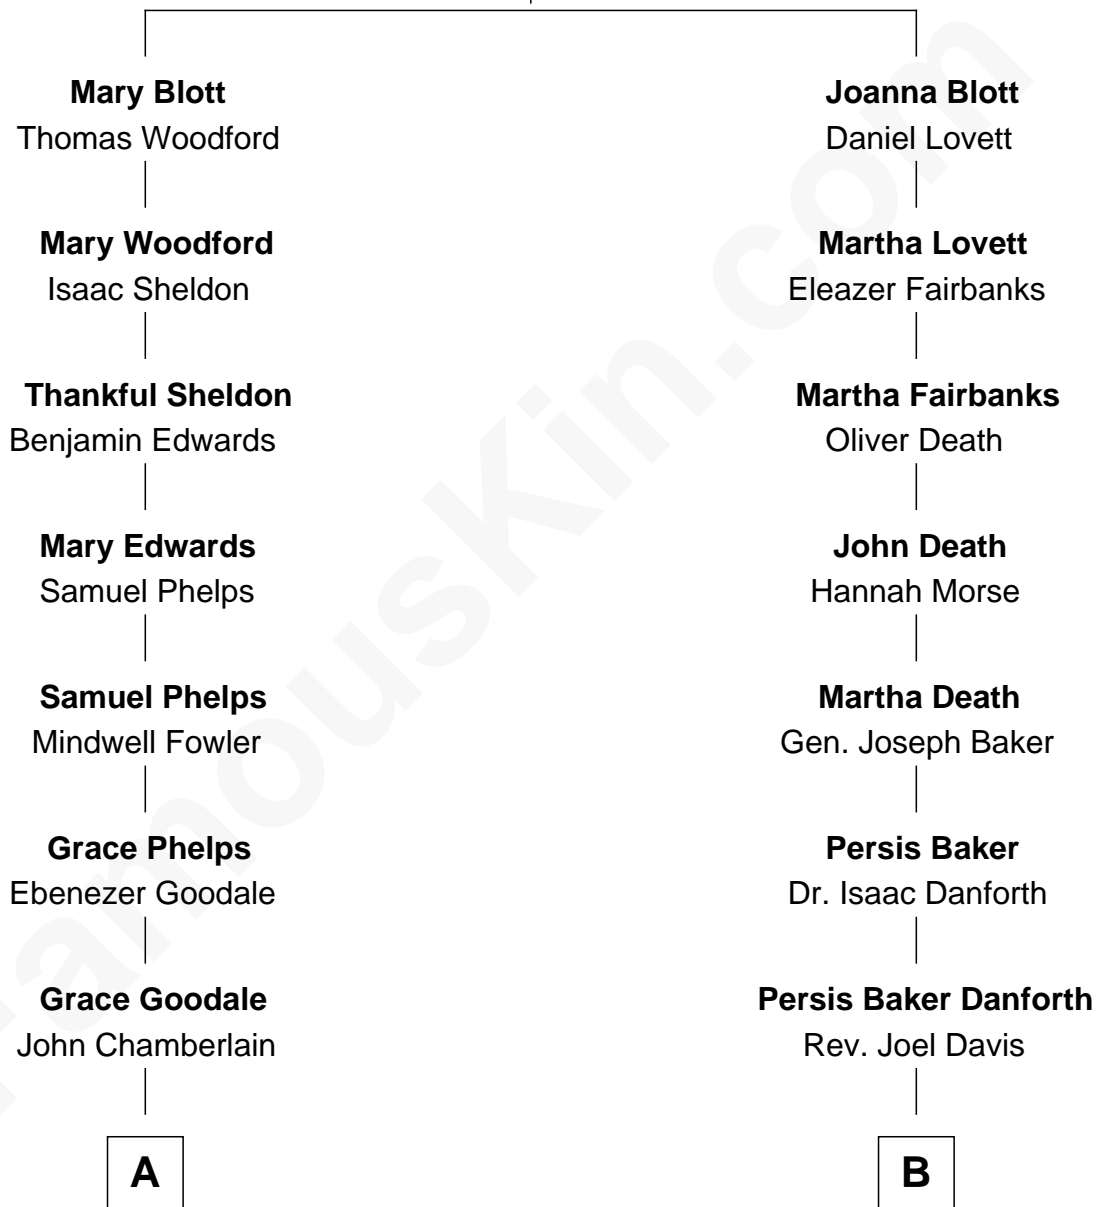 Mary Blott
Thomas Woodford
Mary Woodford
Isaac Sheldon
Thankful Sheldon
Benjamin Edwards
Mary Edwards
Samuel Phelps
Samuel Phelps
Mindwell Fowler
Grace Phelps
Ebenezer Goodale
Grace Goodale
John Chamberlain
A
Joanna Blott
Daniel Lovett
Martha Lovett
Eleazer Fairbanks
Martha Fairbanks
Oliver Death
John Death
Hannah Morse
Martha Death
Gen. Joseph Baker
Persis Baker
Dr. Isaac Danforth
Persis Baker Danforth
Rev. Joel Davis
B
FamousKin.com